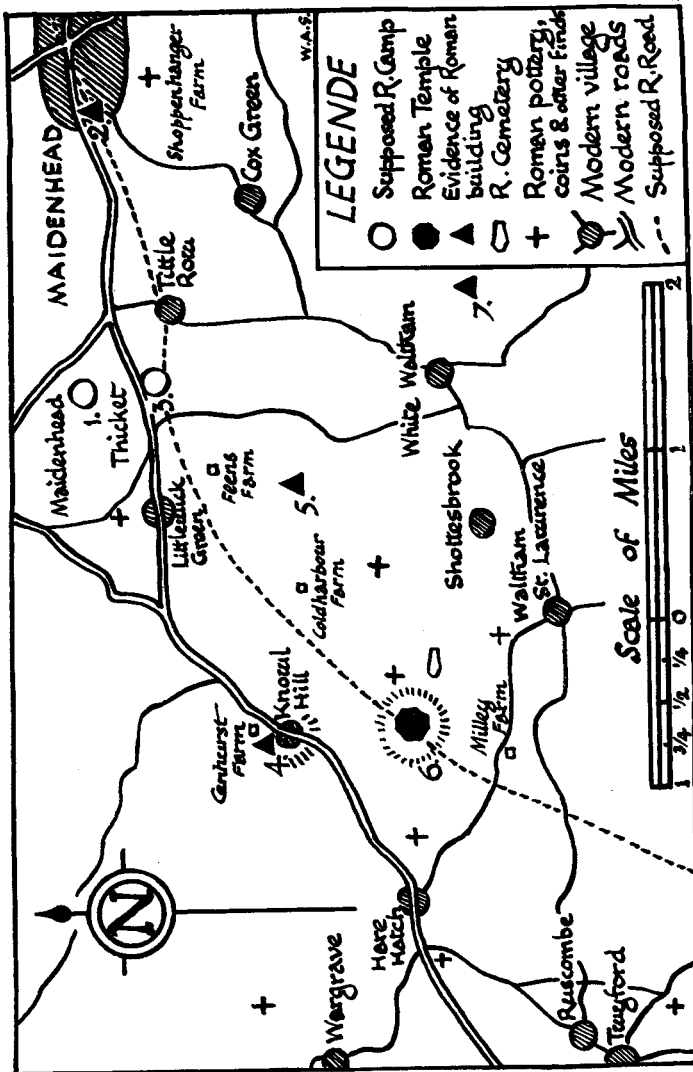 MAIDENHEAD
2.
Shoppenhanger
Farm
W.A.S.
Cox Green
Tittle
Row
Maidenhead
Thicket
1.
3.
Littlewick
Green
Feens
Farm
5.
Coldharbour
Farm
White Waltham
7.
Shottesbrook
Waltham
St. Lawrence
Canhurst
Farm
4.
Knowl
Hill
6.
Milley
Farm
N
Hare
Hatch
Wargrave
Ruscombe
Twyford
LEGENDE
Supposed R. Camp
Roman Temple
Evidence of Roman
building
R. Cemetery
Roman pottery,
coins & other finds
Modern village
Modern roads
Supposed R. Road
1 3/4 1/2 1/4 0 1 2
Scale of Miles